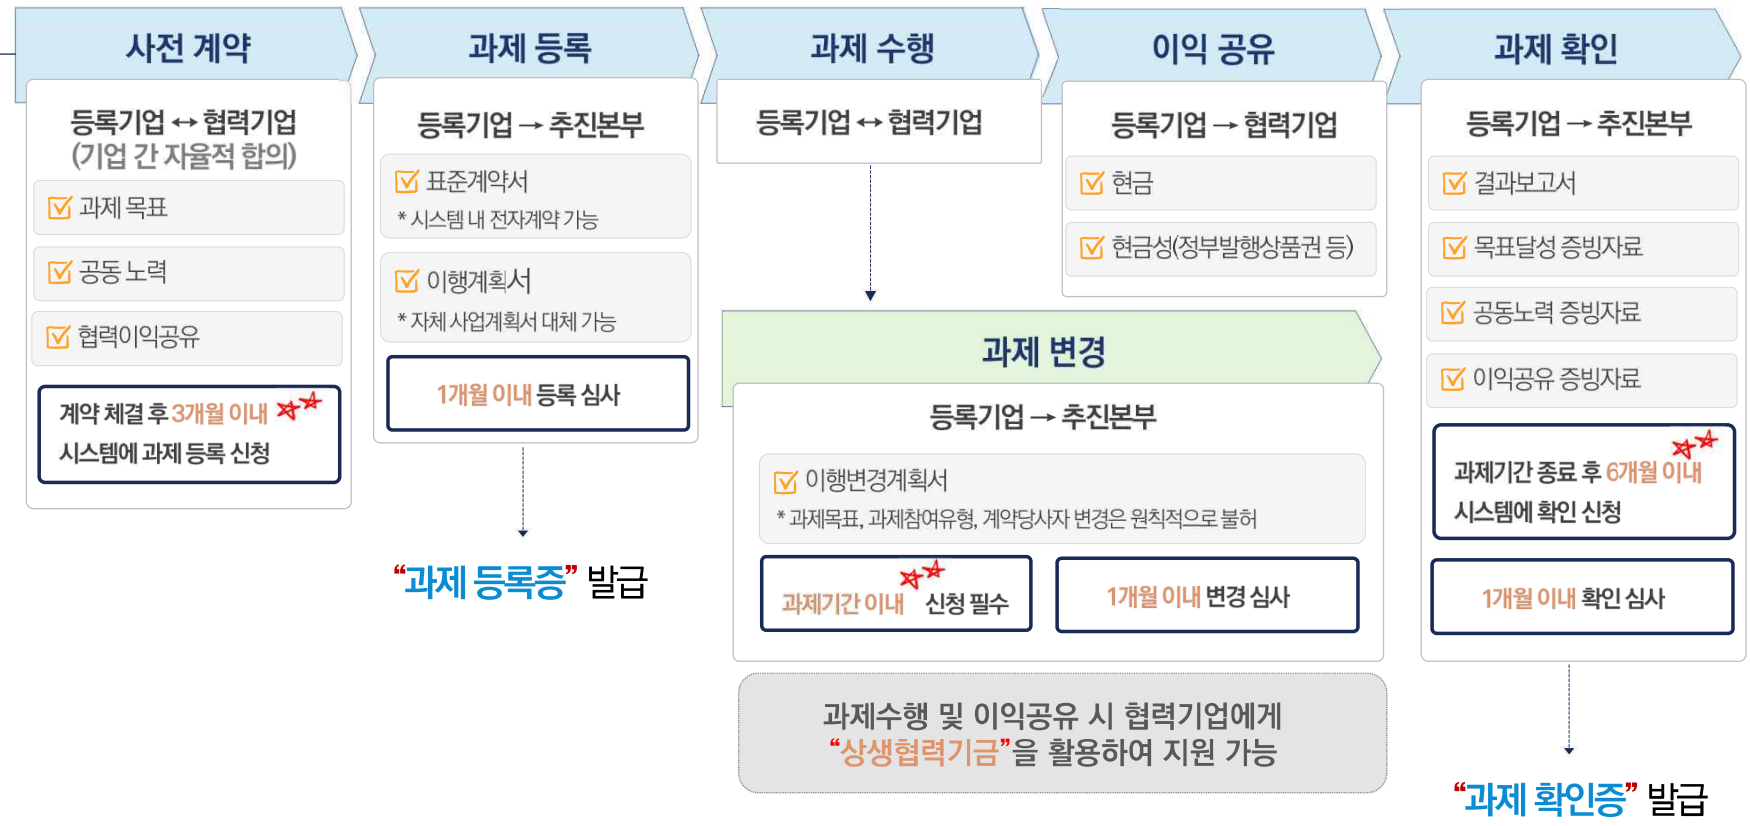 사전 계약
등록기업 ↔ 협력기업
(기업 간 자율적 합의)
과제 목표
공동 노력
협력이익공유
계약 체결 후 3개월 이내
시스템에 과제 등록 신청
과제 등록
등록기업 → 추진본부
표준계약서
* 시스템 내 전자계약 가능
이행계획서
* 자체 사업계획서 대체 가능
1개월 이내 등록 심사
“과제 등록증” 발급
과제 수행
등록기업 ↔ 협력기업
이익 공유
등록기업 → 협력기업
현금
현금성(정부발행상품권 등)
과제 변경
등록기업 → 추진본부
이행변경계획서
* 과제목표, 과제참여유형, 계약당사자 변경은 원칙적으로 불허
과제기간 이내 신청 필수
1개월 이내 변경 심사
과제수행 및 이익공유 시 협력기업에게
“상생협력기금”을 활용하여 지원 가능
과제 확인
등록기업 → 추진본부
결과보고서
목표달성 증빙자료
공동노력 증빙자료
이익공유 증빙자료
과제기간 종료 후 6개월 이내
시스템에 확인 신청
1개월 이내 확인 심사
“과제 확인증” 발급